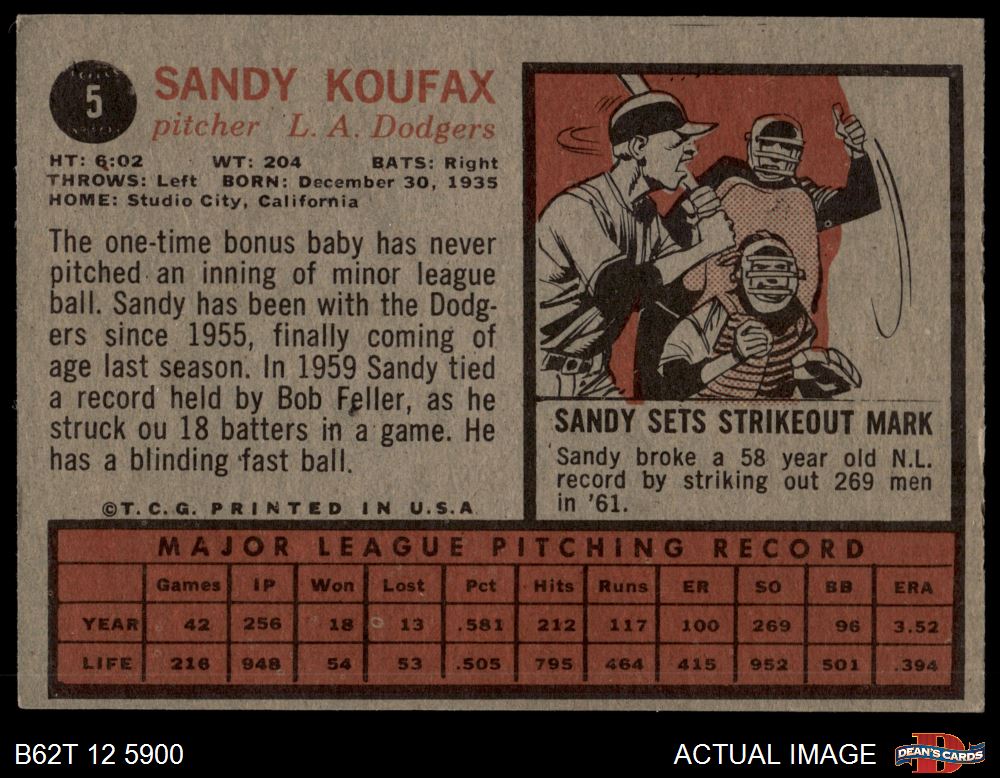 5
SANDY KOUFAX
pitcher L. A. Dodgers
HT: 6:02 WT: 204 BATS: Right
THROWS: Left BORN: December 30, 1935
HOME: Studio City, California
The one-time bonus baby has never
pitched an inning of minor league
ball. Sandy has been with the Dodg-
ers since 1955, finally coming of
age last season. In 1959 Sandy tied
a record held by Bob Feller, as he
struck ou 18 batters in a game. He
has a blinding fast ball.
©T. C. G. PRINTED IN U. S. A
SANDY SETS STRIKEOUT MARK
Sandy broke a 58 year old N.L.
record by striking out 269 men
in '61.
MAJOR LEAGUE PITCHING RECORD
Games IP Won Lost Pct Hits Runs ER SO BB ERA
YEAR 42 256 18 13 .581 212 117 100 269 96 3.52
LIFE 216 948 54 53 .505 795 464 415 952 501 .394
B62T 12 5900
ACTUAL IMAGE
DEAN'S CARDS